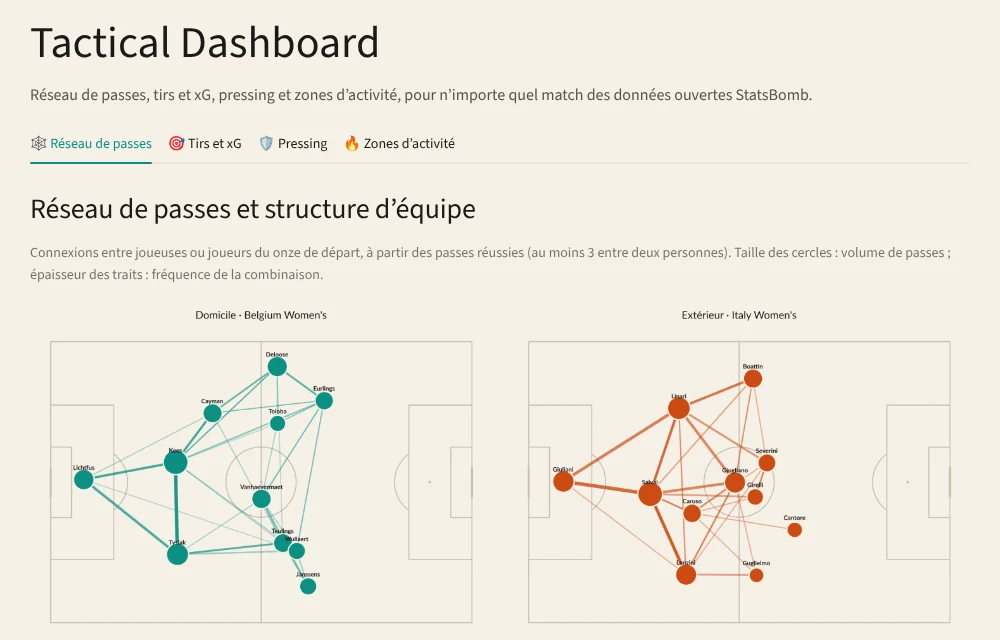 Tactical Dashboard
Réseau de passes, tirs et xG, pressing et zones d’activité, pour n’importe quel match des données ouvertes StatsBomb.
Réseau de passes
Tirs et xG
Pressing
Zones d’activité
Réseau de passes et structure d’équipe
Connexions entre joueuses ou joueurs du onze de départ, à partir des passes réussies (au moins 3 entre deux personnes). Taille des cercles : volume de passes ;
épaisseur des traits : fréquence de la combinaison.
Domicile · Belgium Women's
Deloose
Eurlings
Cayman
Toloba
Kees
Lichtfus
Vanhaevermaet
Teulings
Wullaert
Tysiak
Janssens
Extérieur · Italy Women's
Boattin
Linari
Severini
Giuliani
Giugliano
Salvai
Girelli
Caruso
Cantore
Lenzini
Guglielmo